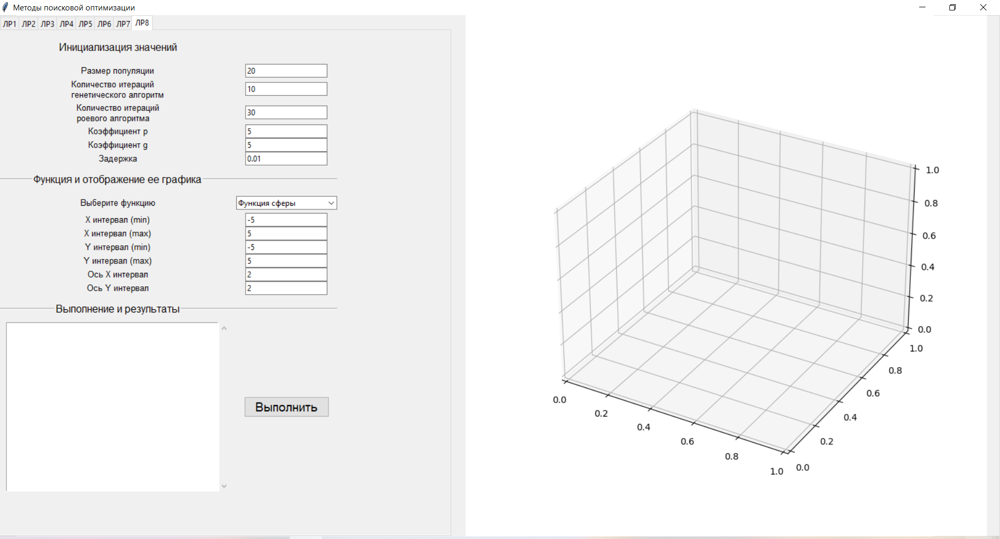 Методы поисковой оптимизации
ЛР1 ЛР2 ЛР3 ЛР4 ЛР5 ЛР6 ЛР7 ЛР8
Инициализация значений
Размер популяции 20
Количество итераций
генетического алгоритм 10
Количество итераций
роевого алгоритма 30
Коэффициент p 5
Коэффициент g 5
Задержка 0.01
Функция и отображение ее графика
Выберите функцию Функция сферы
X интервал (min) -5
X интервал (max) 5
Y интервал (min) -5
Y интервал (max) 5
Ось X интервал 2
Ось Y интервал 2
Выполнение и результаты
Выполнить
1.0
0.8
0.6
0.4
0.2
0.0
1.0
0.8
0.6
0.4
0.2
0.0
0.0
0.2
0.4
0.6
0.8
1.0